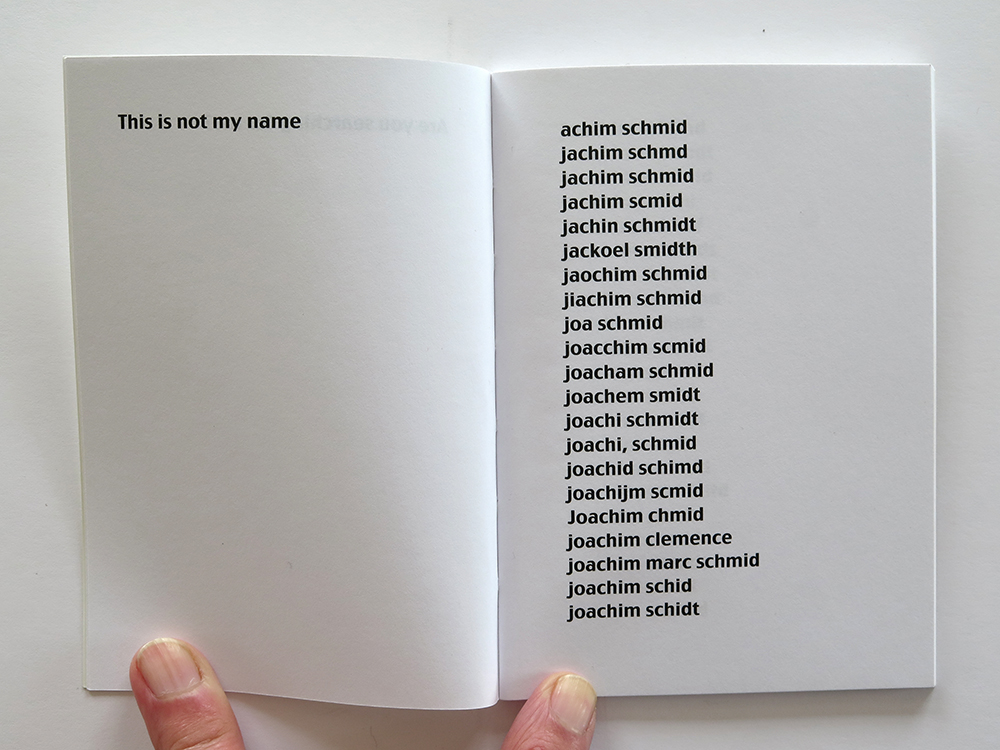 This is not my name
achim schmid
jachim schmd
jachim schmid
jachim scmid
jachin schmidt
jackoel smidth
jaochim schmid
jiachim schmid
joa schmid
joacchim scmid
joacham schmid
joachem smidt
joachi schmidt
joachi, schmid
joachid schimd
joachijm scmid
Joachim chmid
joachim clemence
joachim marc schmid
joachim schid
joachim schidt